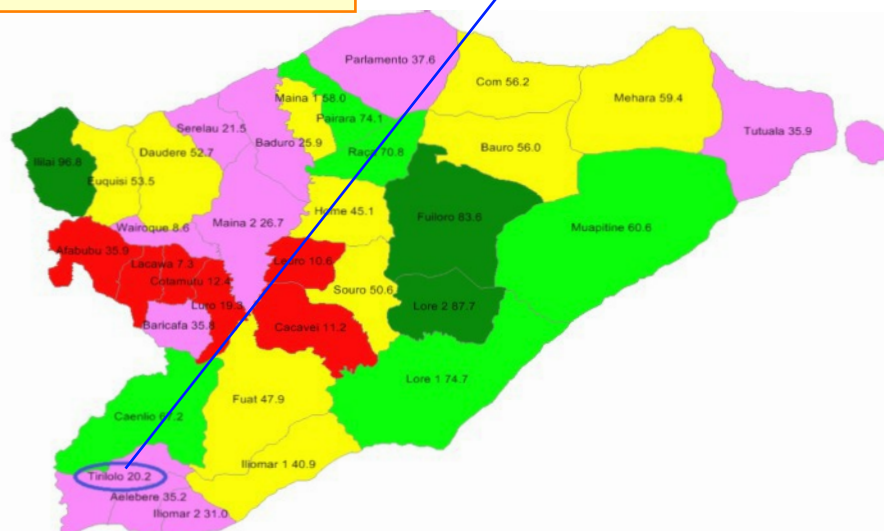 Parlamento 37.6
Com 56.2
Mehara 59.4
Maina 1 58.0
Pairara 74.1
Serelau 21.5
Tutuala 35.9
Baduro 25.9
Bauro 56.0
Daudere 52.7
Raça 70.8
Illiai 96.8
Euquisi 53.5
Home 45.1
Fuiloro 83.6
Maina 2 26.7
Wairoque 8.6
Muapitine 60.6
Afabubu 35.9
Leuro 10.6
Lacawa 7.3
Cotamutu 12.4
Souro 50.6
Luro 19.3
Lore 2 87.7
Baricafa 35.8
Cacavei 11.2
Lore 1 74.7
Fuat 47.9
Caenlio 67.2
Iliomar 1 40.9
Tirilolo 20.2
Aelebere 35.2
Iliomar 2 31.0